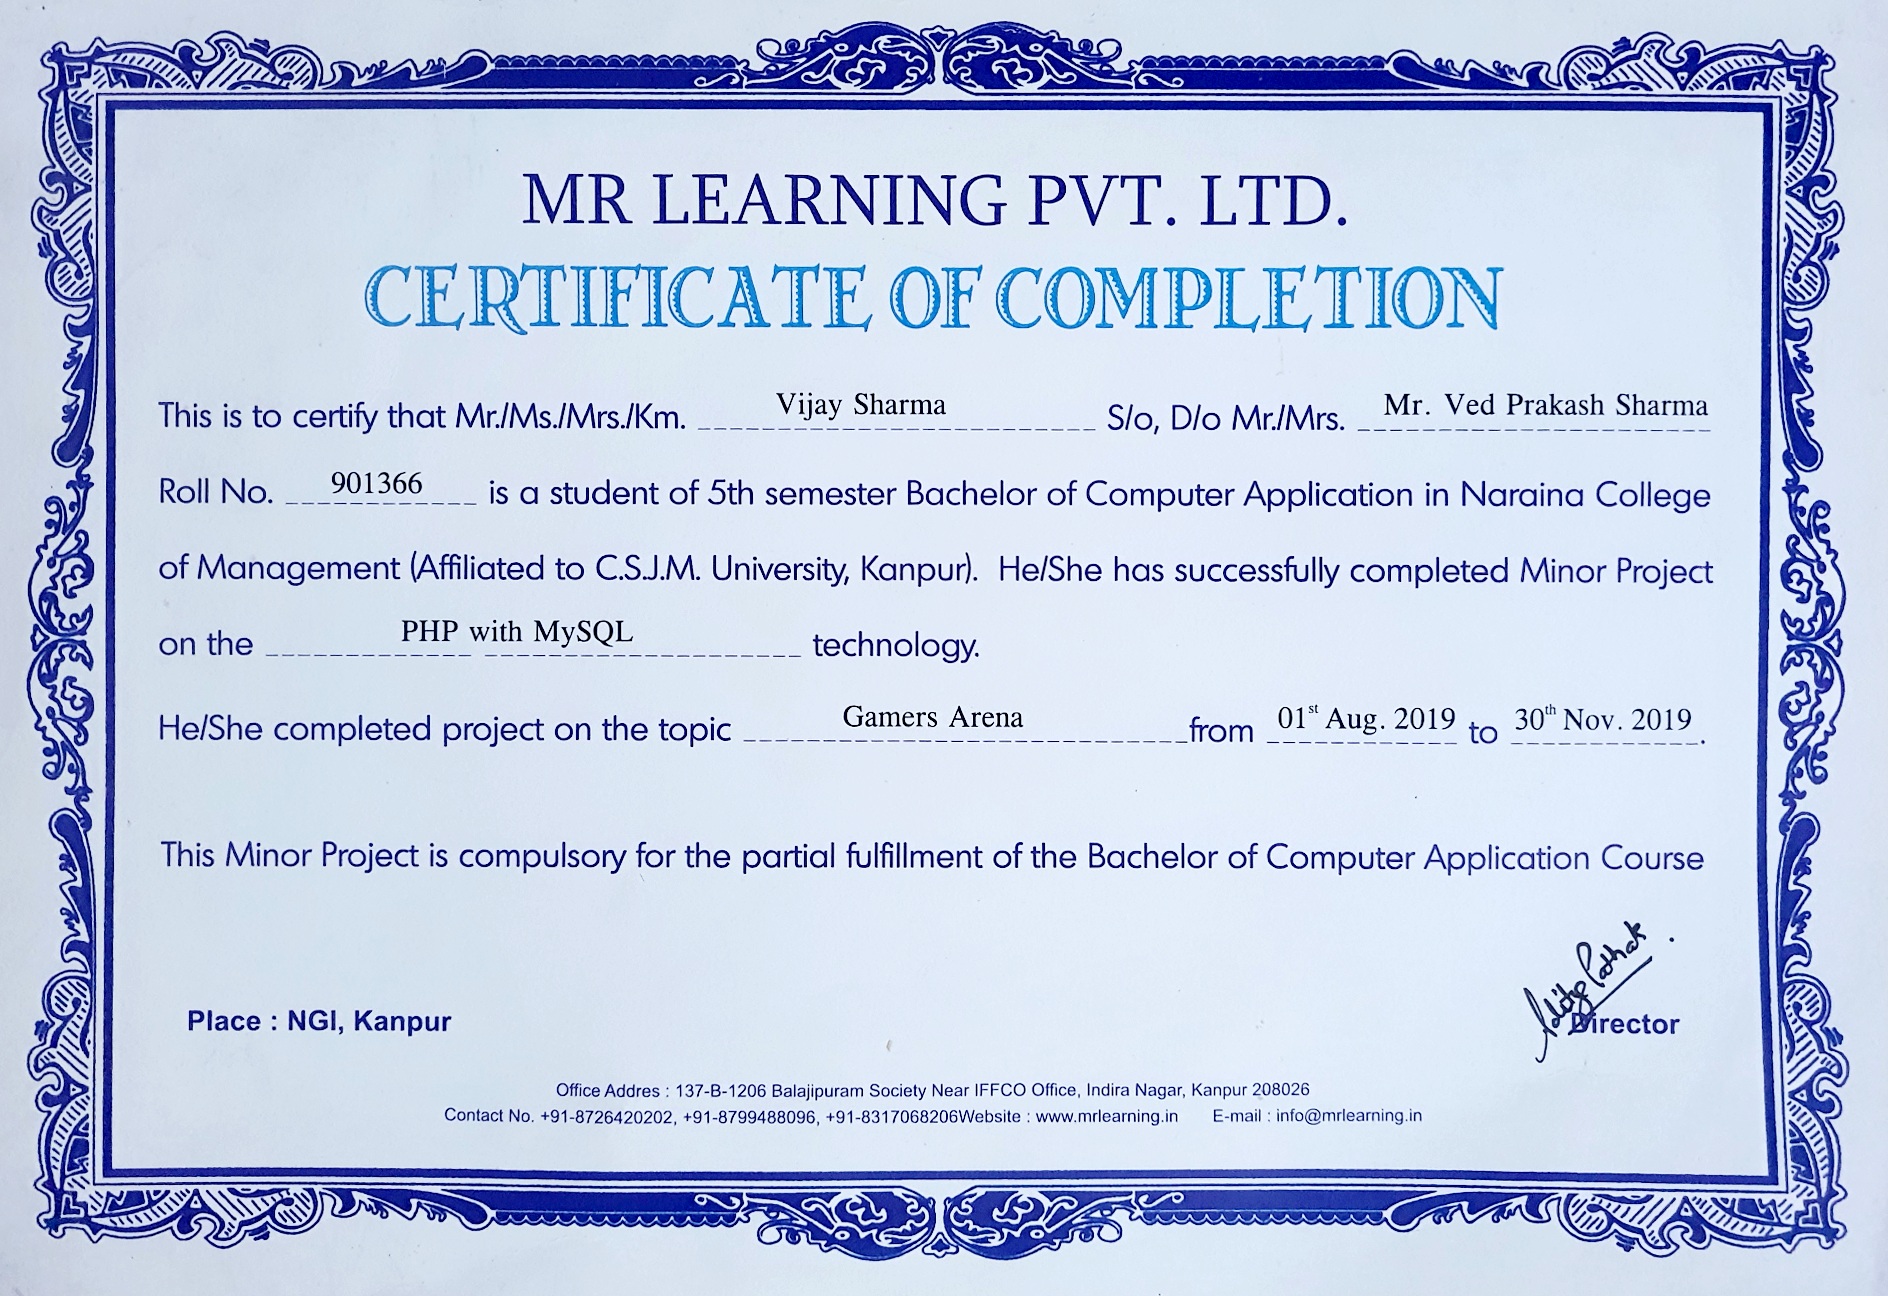 MR LEARNING PVT. LTD.
CERTIFICATE OF COMPLETION
This is to certify that Mr./Ms./Mrs./Km. Vijay Sharma S/o, D/o Mr./Mrs. Mr. Ved Prakash Sharma
Roll No. 901366 is a student of 5th semester Bachelor of Computer Application in Naraina College
of Management (Affiliated to C.S.J.M. University, Kanpur). He/She has successfully completed Minor Project
on the PHP with MySQL technology.
He/She completed project on the topic Gamers Arena from 01st Aug. 2019 to 30th Nov. 2019.
This Minor Project is compulsory for the partial fulfillment of the Bachelor of Computer Application Course
Aditya Pathak
Place : NGI, Kanpur Director
Office Addres : 137-B-1206 Balajipuram Society Near IFFCO Office, Indira Nagar, Kanpur 208026
Contact No. +91-8726420202, +91-8799488096, +91-8317068206Website : www.mrlearning.in E-mail : info@mrlearning.in